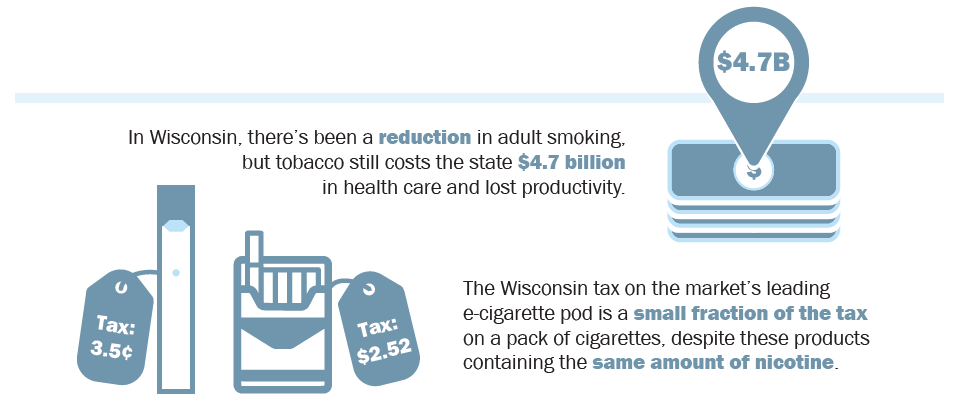 $4.7B
In Wisconsin, there's been a reduction in adult smoking,
but tobacco still costs the state $4.7 billion
in health care and lost productivity.
$
Tax:
3.5¢
Tax:
$2.52
The Wisconsin tax on the market's leading
e-cigarette pod is a small fraction of the tax
on a pack of cigarettes, despite these products
containing the same amount of nicotine.